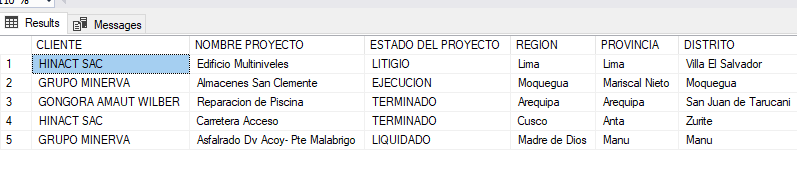 110 %
Results Messages
CLIENTE NOMBRE PROYECTO ESTADO DEL PROYECTO REGION PROVINCIA DISTRITO
1 HINACT SAC Edificio Multiniveles LITIGIO Lima Lima Villa El Salvador
2 GRUPO MINERVA Almacenes San Clemente EJECUCION Moquegua Mariscal Nieto Moquegua
3 GONGORA AMAUT WILBER Reparacion de Piscina TERMINADO Arequipa Arequipa San Juan de Tarucani
4 HINACT SAC Carretera Acceso TERMINADO Cusco Anta Zurite
5 GRUPO MINERVA Asfalrado Dv Acoy- Pte Malabrigo LIQUIDADO Madre de Dios Manu Manu